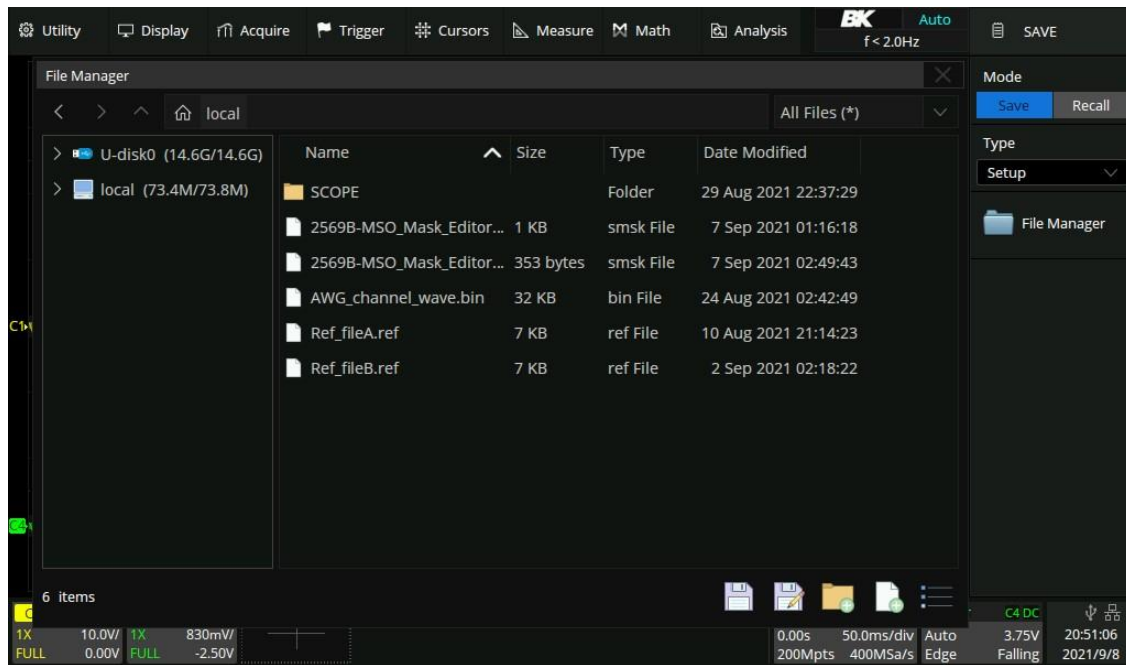 Utility Display Acquire Trigger Cursors Measure Math Analysis BK Auto SAVE
f < 2.0Hz
File Manager
Mode
Save Recall
local All Files (*)
Type
Setup
File Manager
U-disk0 (14.6G/14.6G)
local (73.4M/73.8M)
Name Size Type Date Modified
SCOPE Folder 29 Aug 2021 22:37:29
2569B-MSO_Mask_Editor... 1 KB smsk File 7 Sep 2021 01:16:18
2569B-MSO_Mask_Editor... 353 bytes smsk File 7 Sep 2021 02:49:43
AWG_channel_wave.bin 32 KB bin File 24 Aug 2021 02:42:49
Ref_fileA.ref 7 KB ref File 10 Aug 2021 21:14:23
Ref_fileB.ref 7 KB ref File 2 Sep 2021 02:18:22
C1
C4
6 items
C4 DC
1X 10.0V/ 1X 830mV/ 0.00s 50.0ms/div Auto 3.75V 20:51:06
FULL 0.00V FULL -2.50V 200Mpts 400MSa/s Edge Falling 2021/9/8